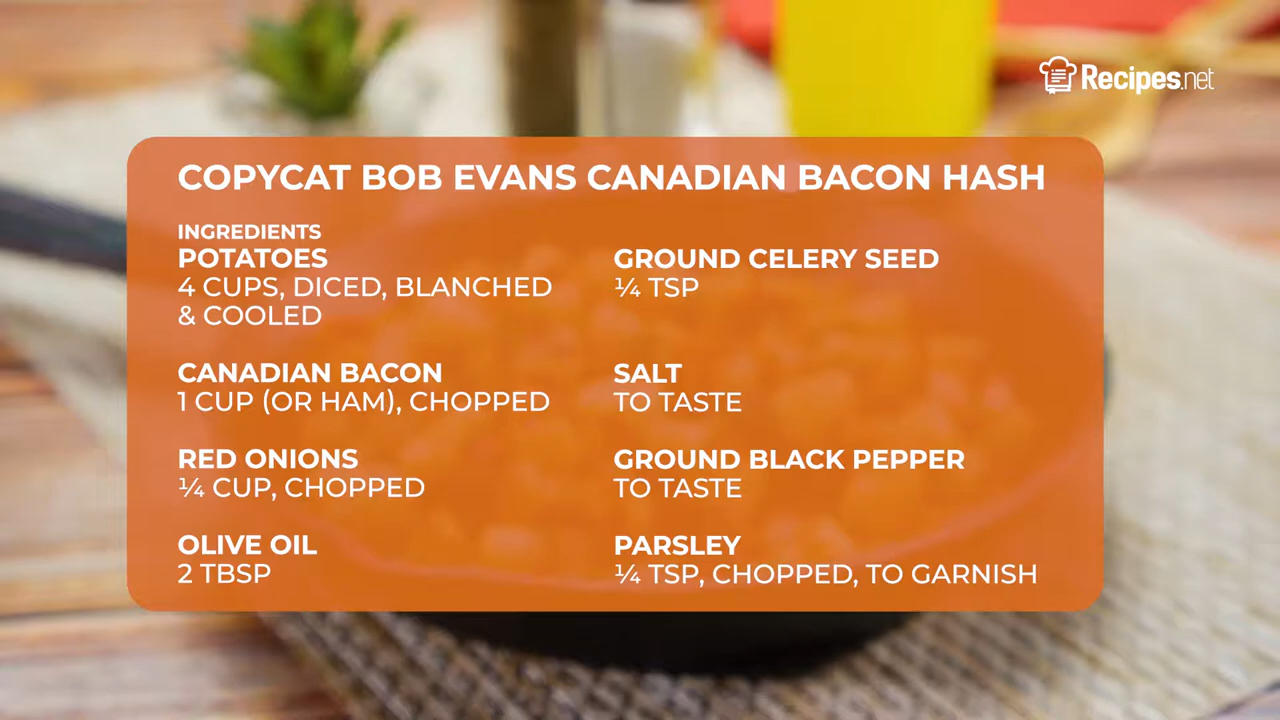 Recipes.net
COPYCAT BOB EVANS CANADIAN BACON HASH
INGREDIENTS
POTATOES
4 CUPS, DICED, BLANCHED
& COOLED
CANADIAN BACON
1 CUP (OR HAM), CHOPPED
RED ONIONS
¼ CUP, CHOPPED
OLIVE OIL
2 TBSP
GROUND CELERY SEED
¼ TSP
SALT
TO TASTE
GROUND BLACK PEPPER
TO TASTE
PARSLEY
¼ TSP, CHOPPED, TO GARNISH